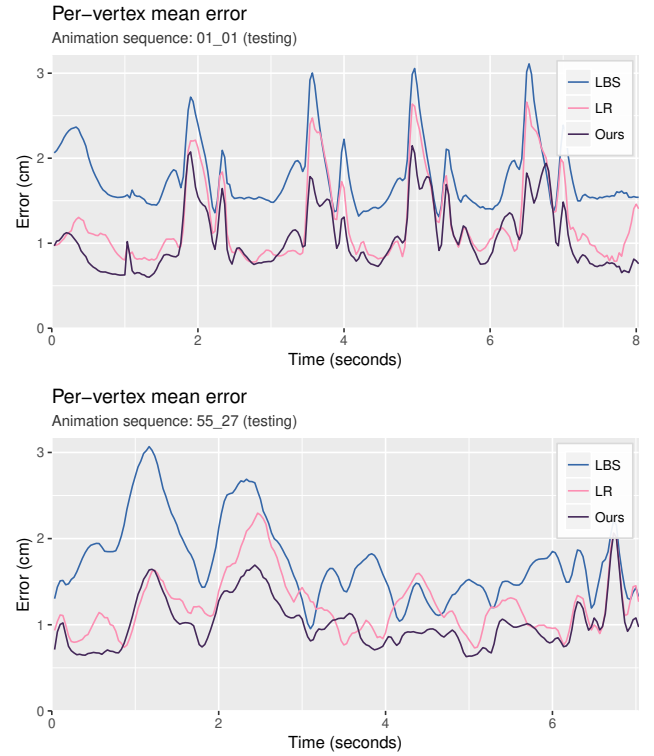 Per-vertex mean error
Animation sequence: 01_01 (testing)
3
2
1
0
Error (cm)
LBS
LR
Ours
0 2 4 6 8
Time (seconds)
Per-vertex mean error
Animation sequence: 55_27 (testing)
3
2
1
0
Error (cm)
LBS
LR
Ours
0 2 4 6
Time (seconds)